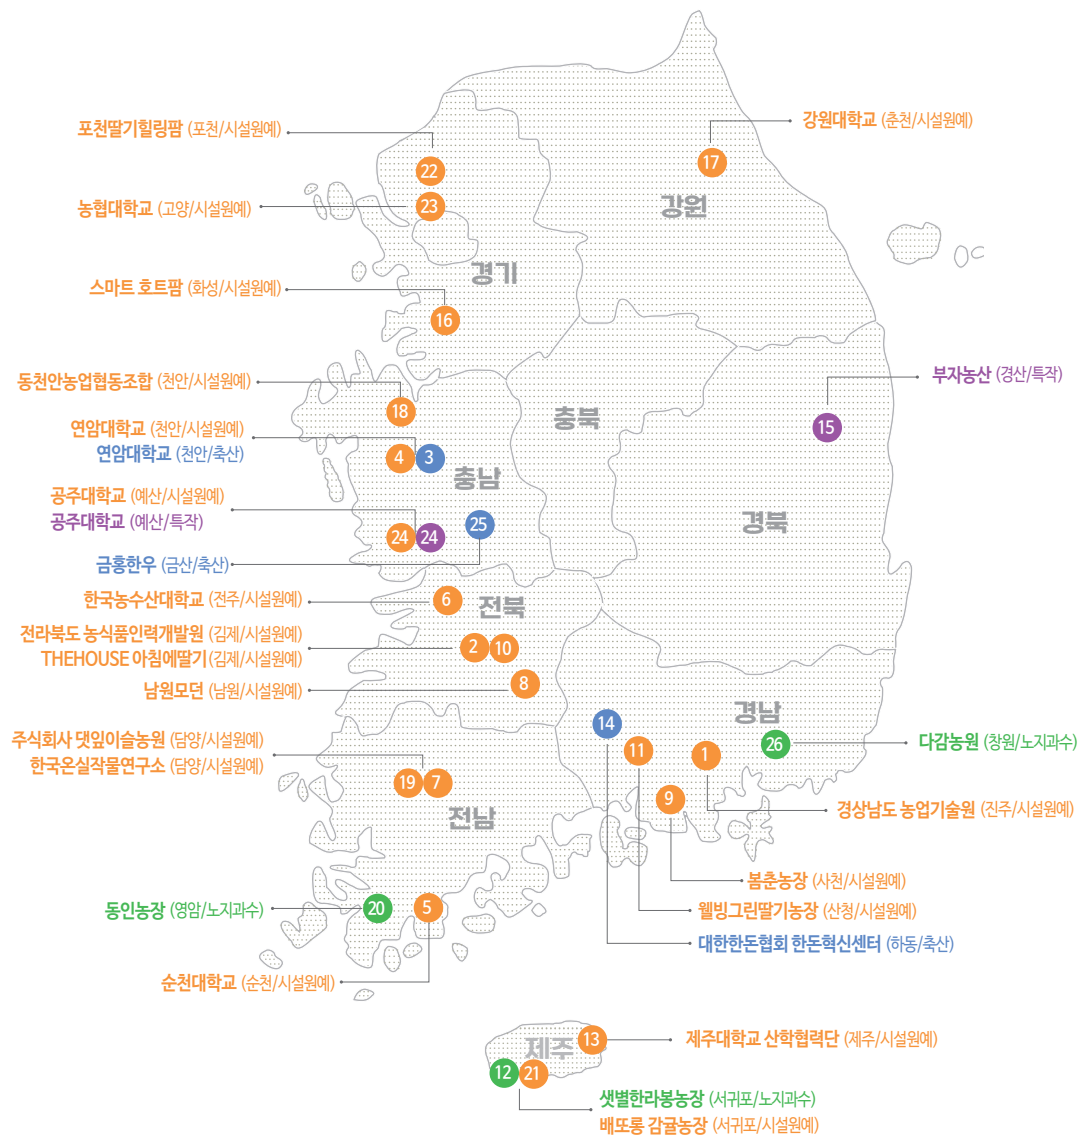 포천딸기힐링팜 (포천/시설원예)
강원대학교 (춘천/시설원예)
17
22
농협대학교 (고양/시설원예)
23
강원
경기
스마트 호트팜 (화성/시설원예)
16
동천안농업협동조합 (천안/시설원예)
부자농산 (경산/특작)
18
충북
15
연암대학교 (천안/시설원예)
연암대학교 (천안/축산)
4
3
충남
공주대학교 (예산/시설원예)
공주대학교 (예산/특작)
24
24
25
경북
금홍한우 (금산/축산)
한국농수산대학교 (전주/시설원예)
6
전북
전라북도 농식품인력개발원 (김제/시설원예)
THEHOUSE 아침에딸기 (김제/시설원예)
2
10
남원모던 (남원/시설원예)
8
경남
14
11
1
26
다감농원 (창원/노지과수)
주식회사 댓잎이슬농원 (담양/시설원예)
한국온실작물연구소 (담양/시설원예)
19
7
9
전남
경상남도 농업기술원 (진주/시설원예)
봄춘농장 (사천/시설원예)
동인농장 (영암/노지과수)
20
5
웰빙그린딸기농장 (산청/시설원예)
대한한돈협회 한돈혁신센터 (하동/축산)
순천대학교 (순천/시설원예)
제주
13
제주대학교 산학협력단 (제주/시설원예)
12
21
샛별한라봉농장 (서귀포/노지과수)
배또롱 감귤농장 (서귀포/시설원예)